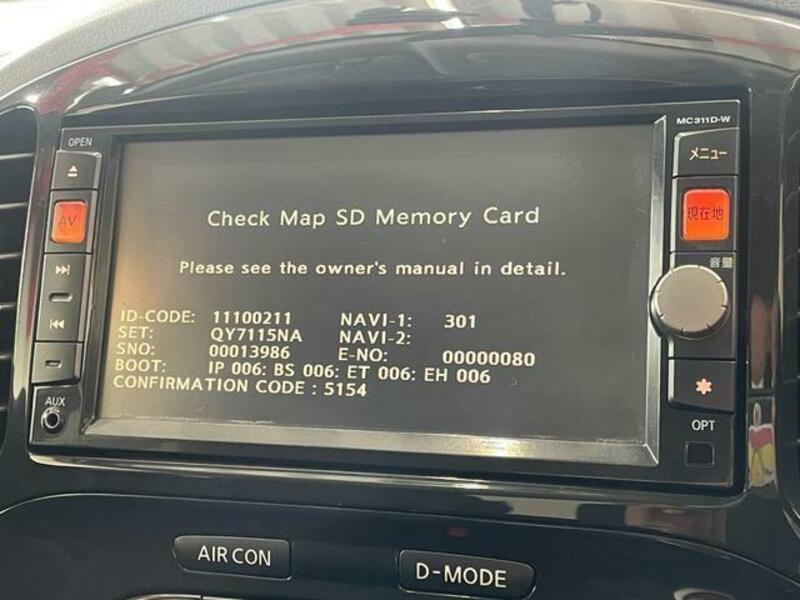 MC311D-W
OPEN
メニュー
AV
現在地
音量
Check Map SD Memory Card
Please see the owner's manual in detail.
ID-CODE: 11100211 NAVI-1: 301
SET: QY7115NA NAVI-2:
SNO: 00013986 E-NO: 00000080
BOOT: IP 006: BS 006: ET 006: EH 006
CONFIRMATION CODE : 5154
AUX
OPT
AIR CON
D-MODE